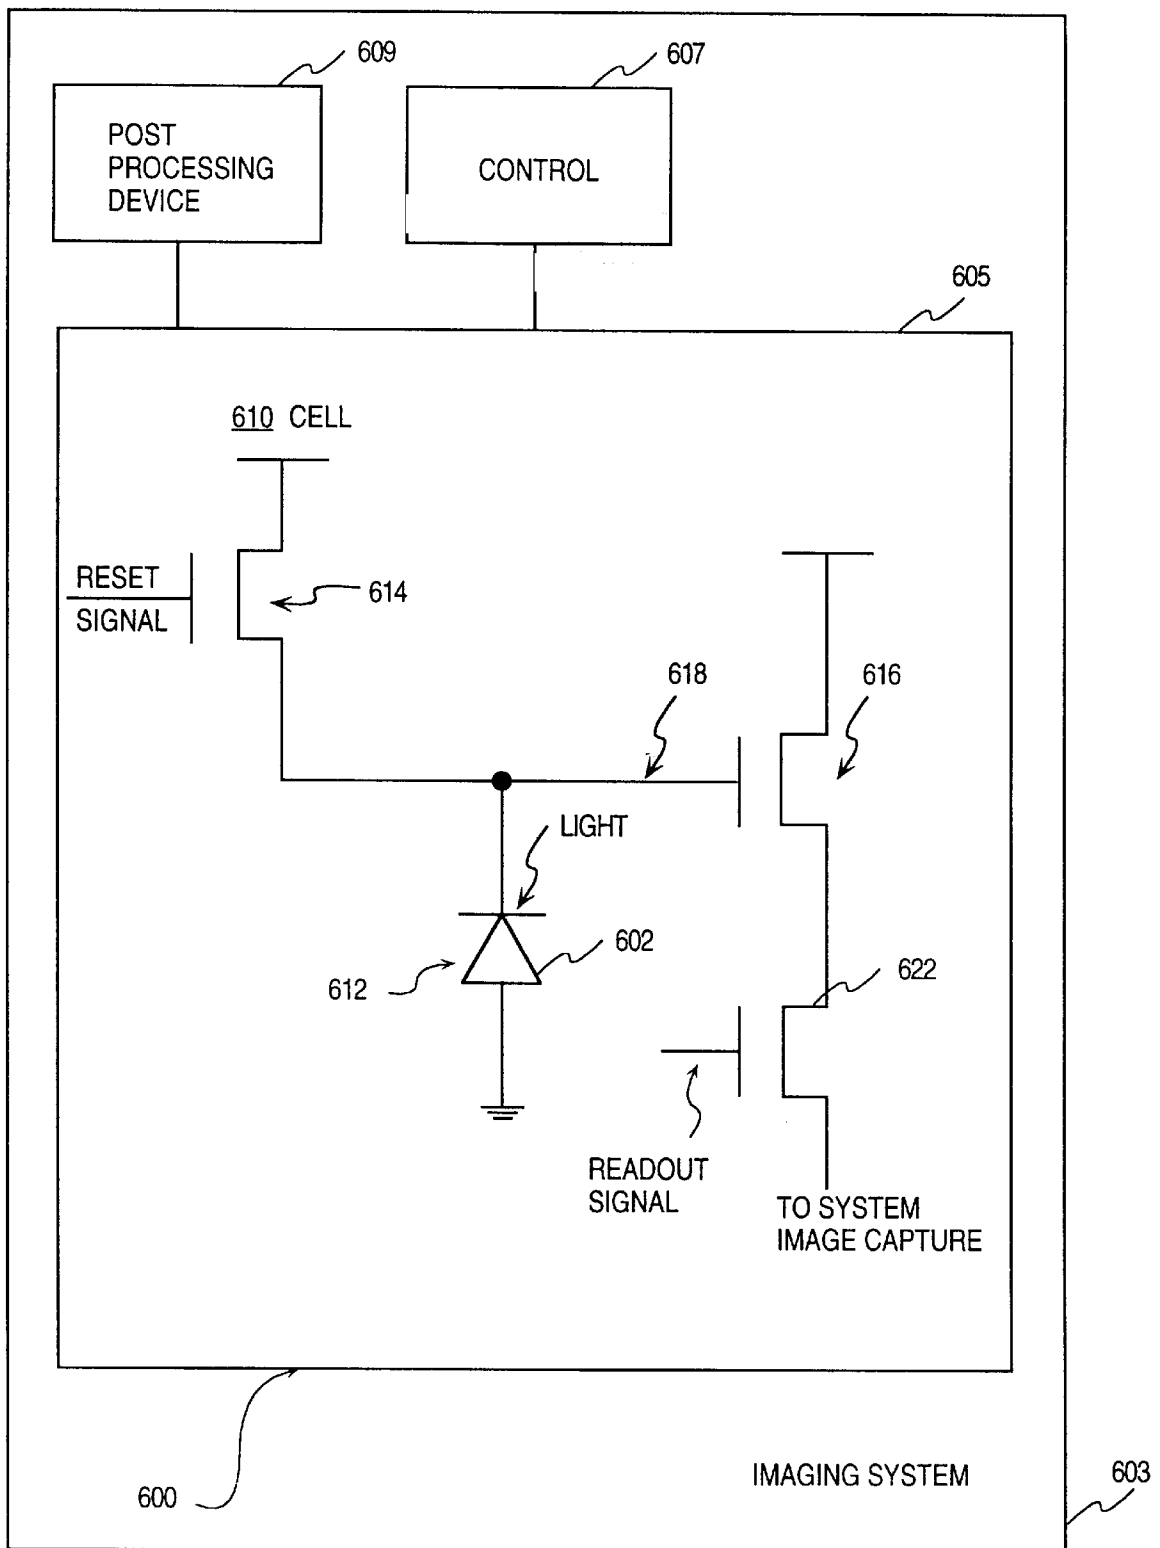 609
607
POST
PROCESSING
DEVICE
CONTROL
605
610 CELL
RESET
SIGNAL
614
618
616
LIGHT
602
612
622
READOUT
SIGNAL
TO SYSTEM
IMAGE CAPTURE
600
IMAGING SYSTEM
603